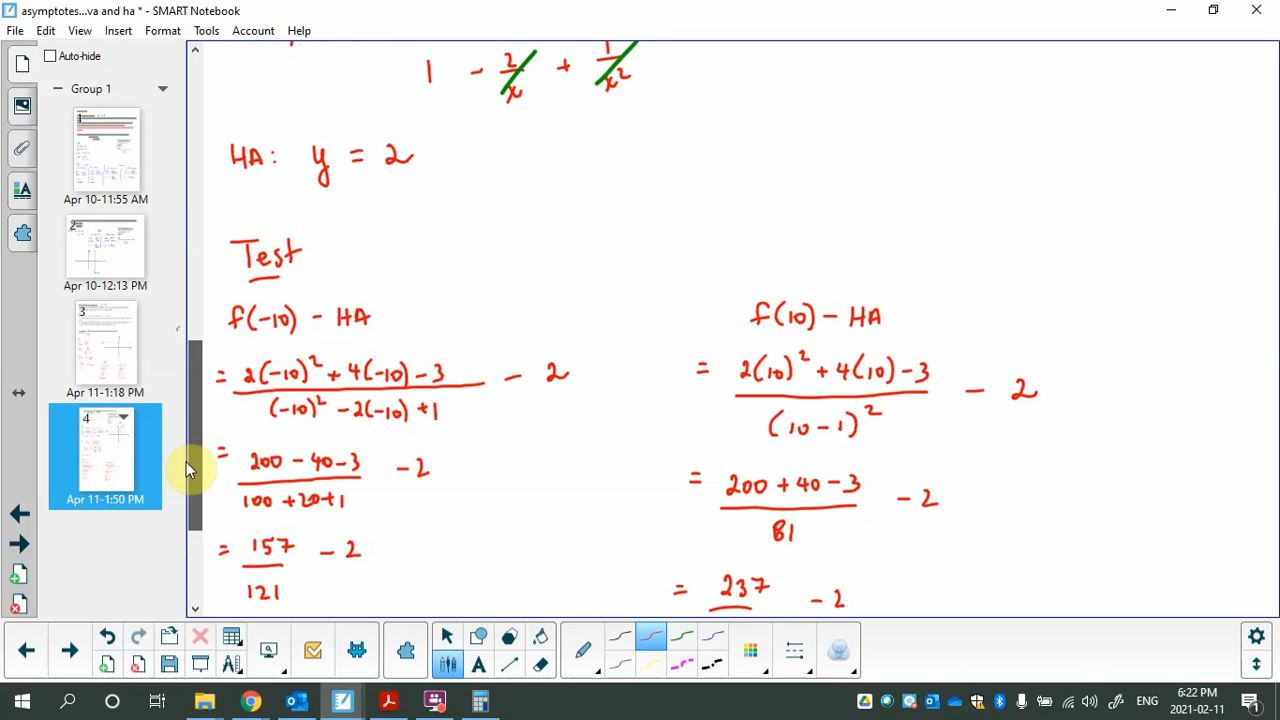 asymptotes...va and ha * - SMART Notebook
File Edit View Insert Format Tools Account Help
Auto-hide
Group 1
1
Apr 10-11:55 AM
2
Apr 10-12:13 PM
3
Apr 11-1:18 PM
4
Apr 11-1:50 PM
1 - 2/x + 1/x²
HA: y = 2
Test
f(-10) - HA
= 2(-10)² + 4(-10) - 3 / (-10)² - 2(-10) + 1 - 2
= 200 - 40 - 3 / 100 + 20 + 1 - 2
= 157 / 121 - 2
f(10) - HA
= 2(10)² + 4(10) - 3 / (10 - 1)² - 2
= 200 + 40 - 3 / 81 - 2
= 237 - 2
A
ENG
6:22 PM
2021-02-11
1